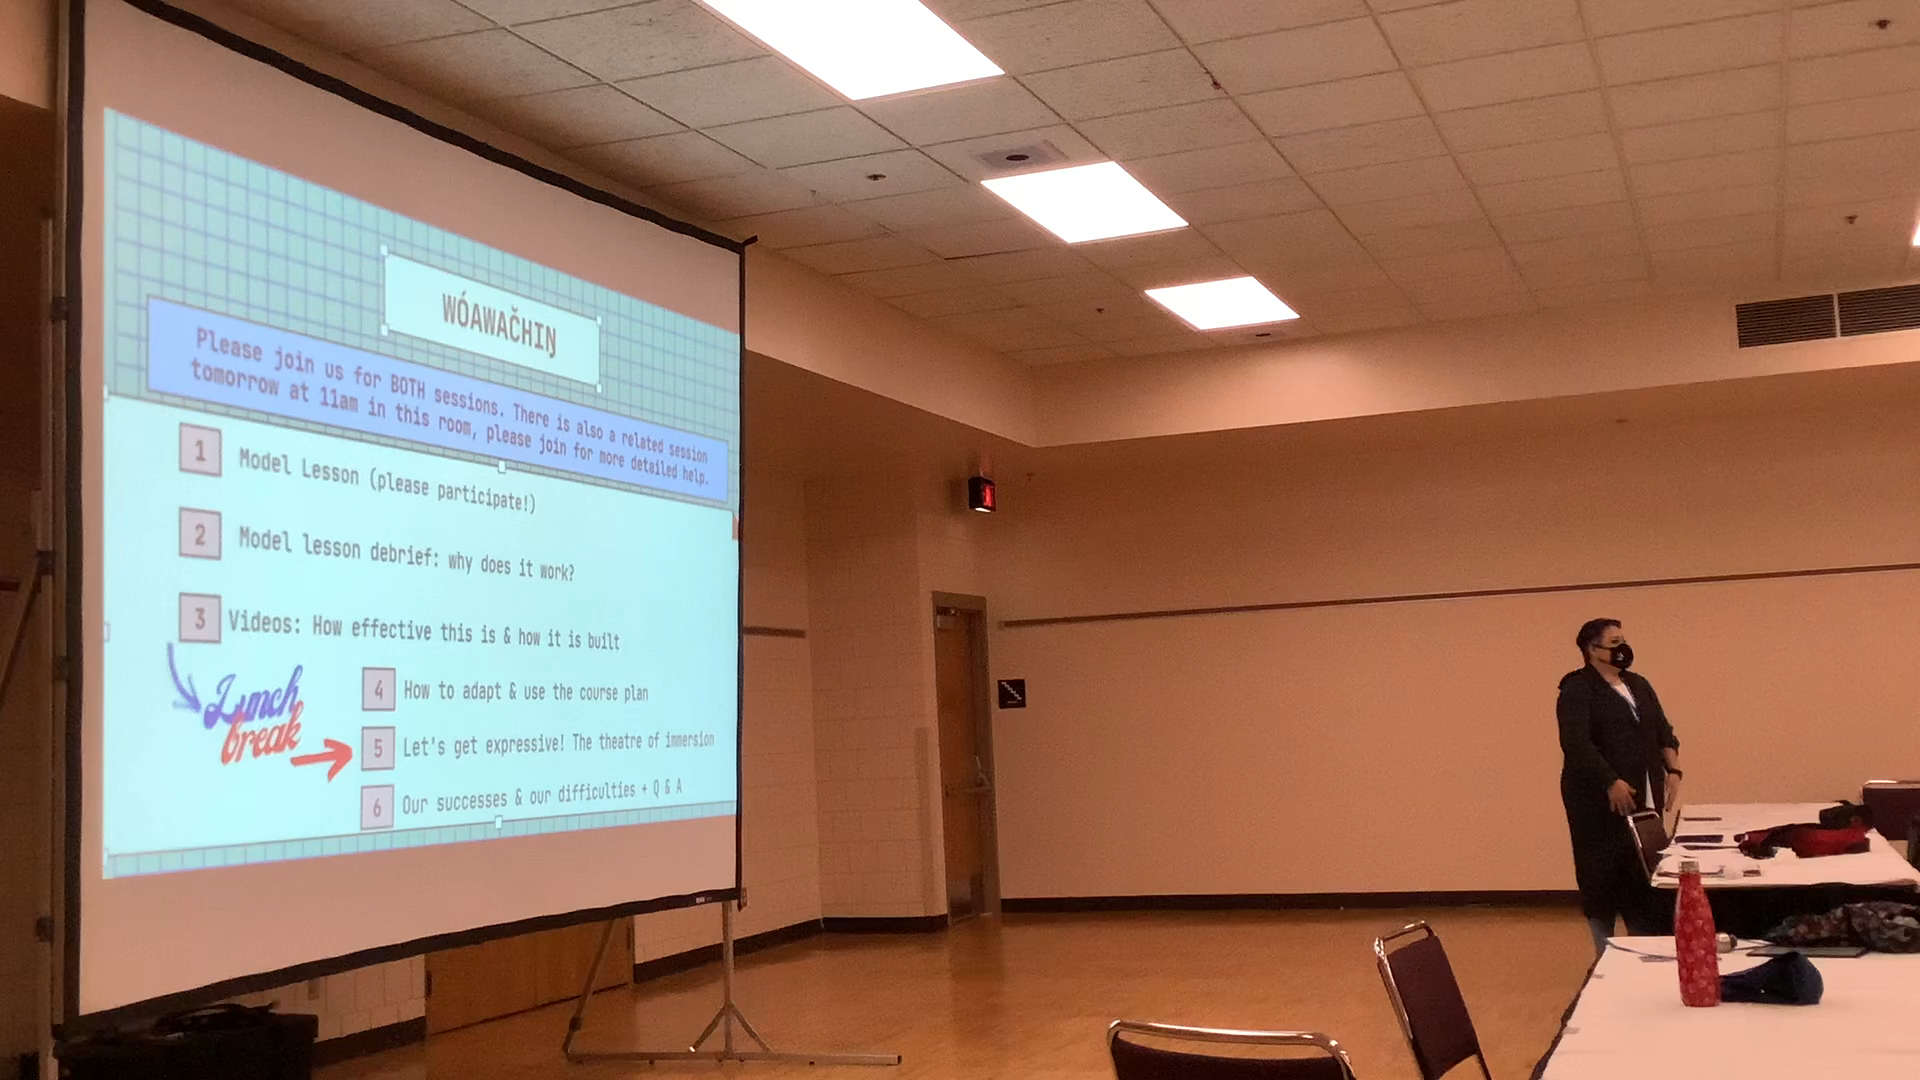 WÓAWAČHIŊ
Please join us for BOTH sessions. There is also a related session
tomorrow at 11am in this room, please join for more detailed help.
1 Model Lesson (please participate!)
2 Model lesson debrief: why does it work?
3 Videos: How effective this is & how it is built
Lunch
break
4 How to adapt & use the course plan
5 Let's get expressive! The theatre of immersion
6 Our successes & our difficulties + Q & A